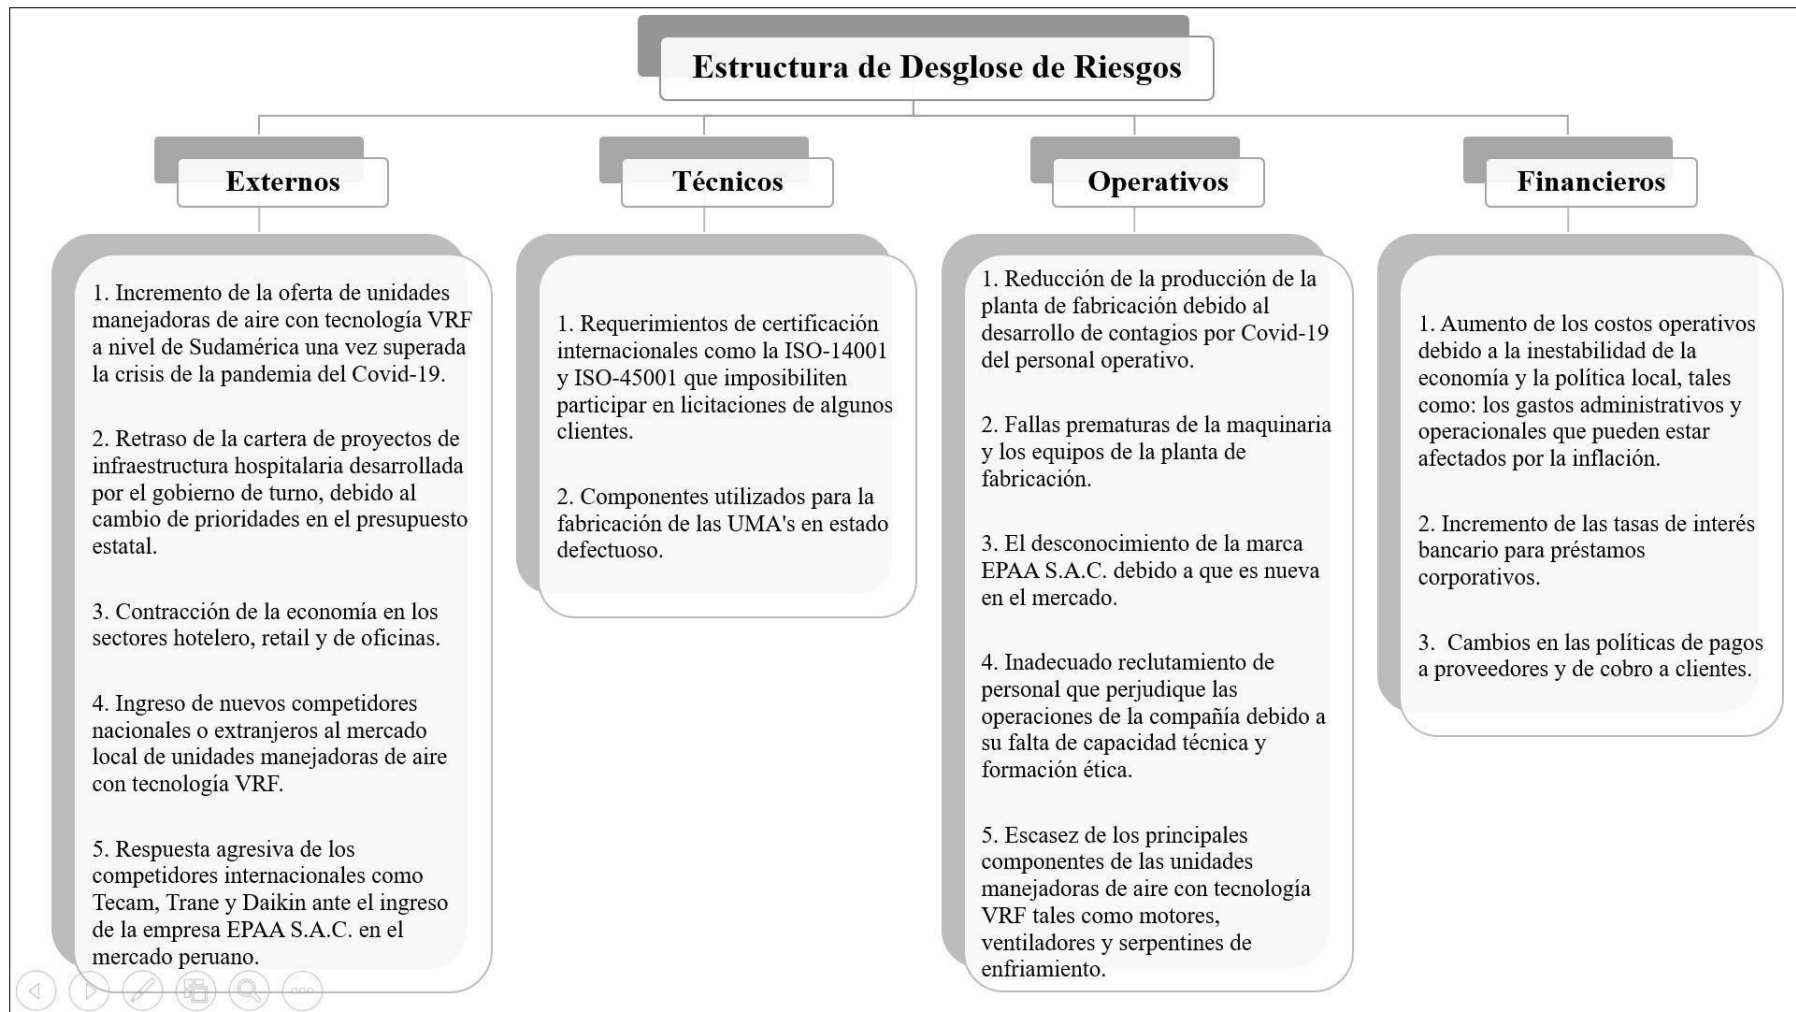 Estructura de Desglose de Riesgos
Externos
1. Incremento de la oferta de unidades
manejadoras de aire con tecnología VRF
a nivel de Sudamérica una vez superada
la crisis de la pandemia del Covid-19.
2. Retraso de la cartera de proyectos de
infraestructura hospitalaria desarrollada
por el gobierno de turno, debido al
cambio de prioridades en el presupuesto
estatal.
3. Contracción de la economía en los
sectores hotelero, retail y de oficinas.
4. Ingreso de nuevos competidores
nacionales o extranjeros al mercado
local de unidades manejadoras de aire
con tecnología VRF.
5. Respuesta agresiva de los
competidores internacionales como
Tecam, Trane y Daikin ante el ingreso
de la empresa EPAA S.A.C. en el
mercado peruano.
Técnicos
1. Requerimientos de certificación
internacionales como la ISO-14001
y ISO-45001 que imposibiliten
participar en licitaciones de algunos
clientes.
2. Componentes utilizados para la
fabricación de las UMA's en estado
defectuoso.
Operativos
1. Reducción de la producción de la
planta de fabricación debido al
desarrollo de contagios por Covid-19
del personal operativo.
2. Fallas prematuras de la maquinaria
y los equipos de la planta de
fabricación.
3. El desconocimiento de la marca
EPAA S.A.C. debido a que es nueva
en el mercado.
4. Inadecuado reclutamiento de
personal que perjudique las
operaciones de la compañía debido a
su falta de capacidad técnica y
formación ética.
5. Escasez de los principales
componentes de las unidades
manejadoras de aire con tecnología
VRF tales como motores,
ventiladores y serpentines de
enfriamiento.
Financieros
1. Aumento de los costos operativos
debido a la inestabilidad de la
economía y la política local, tales
como: los gastos administrativos y
operacionales que pueden estar
afectados por la inflación.
2. Incremento de las tasas de interés
bancario para préstamos
corporativos.
3. Cambios en las políticas de pagos
a proveedores y de cobro a clientes.